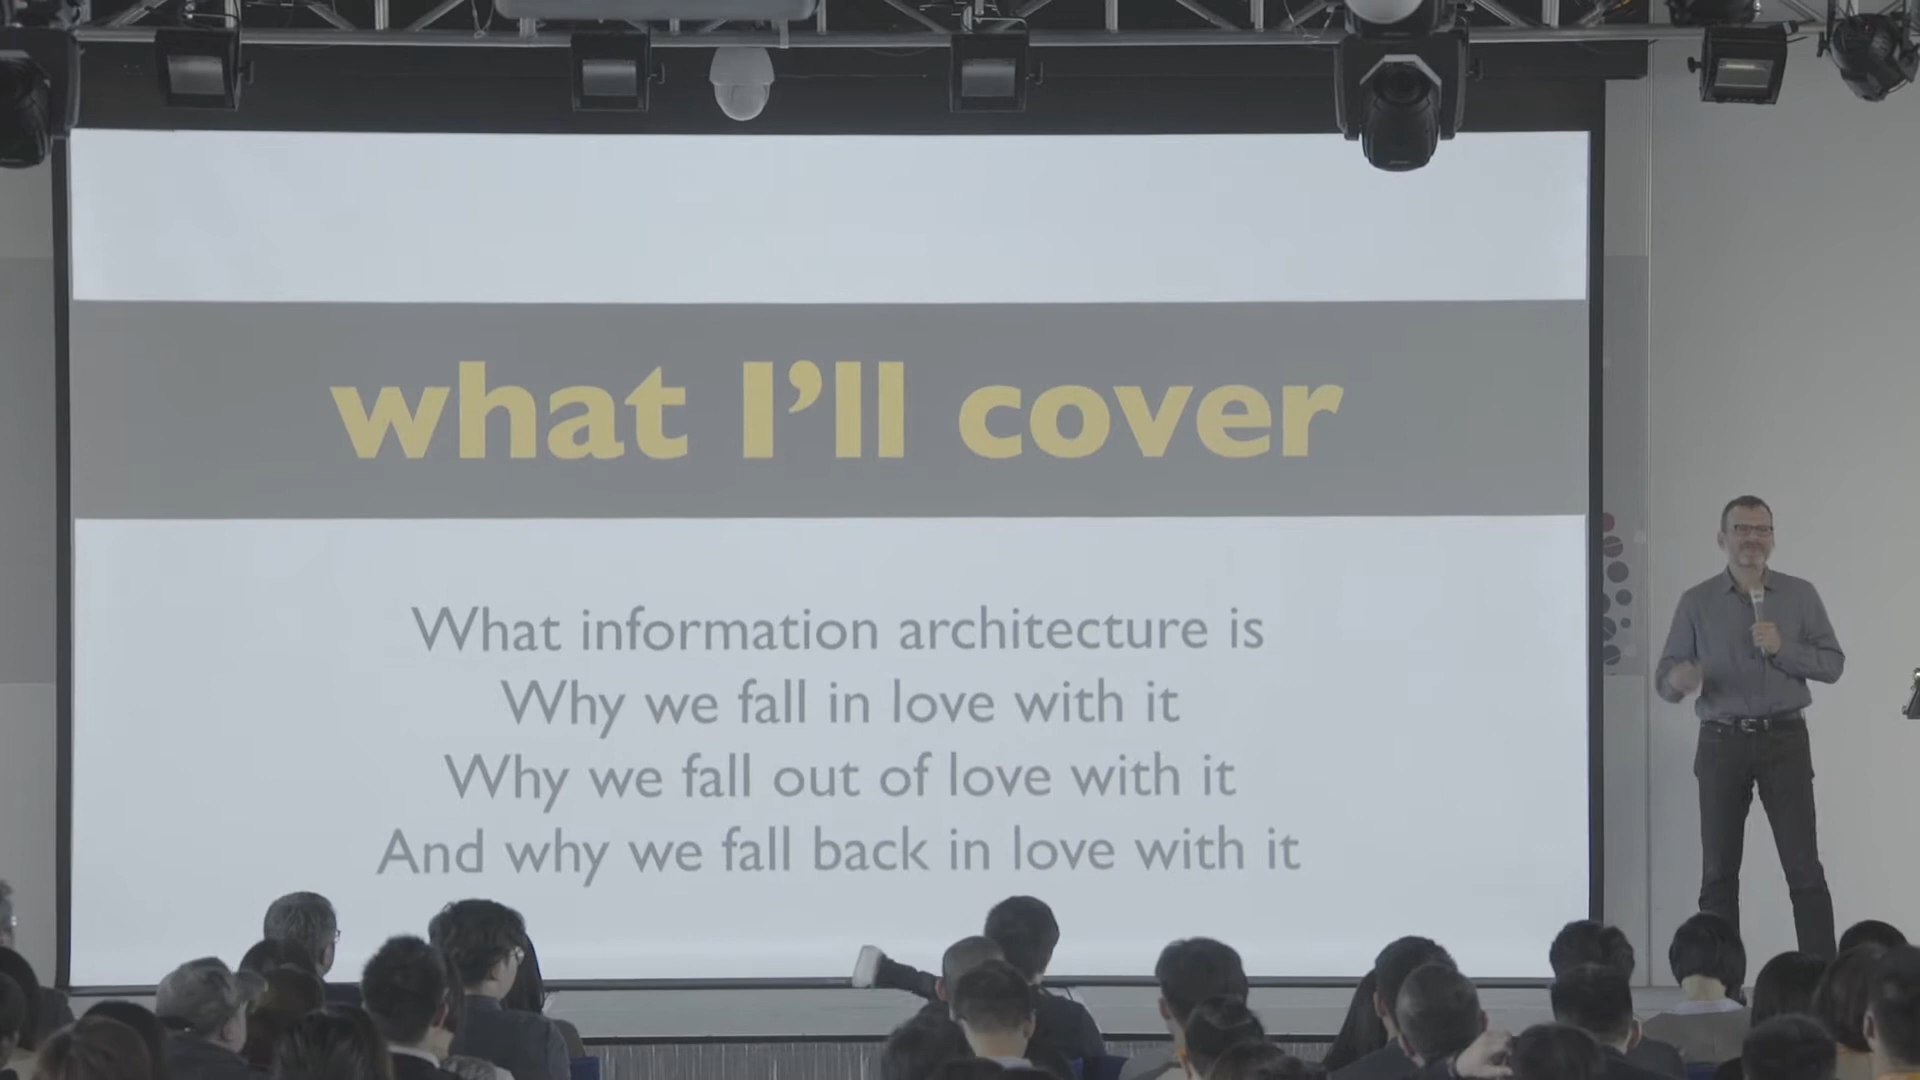 what I'll cover
What information architecture is
Why we fall in love with it
Why we fall out of love with it
And why we fall back in love with it